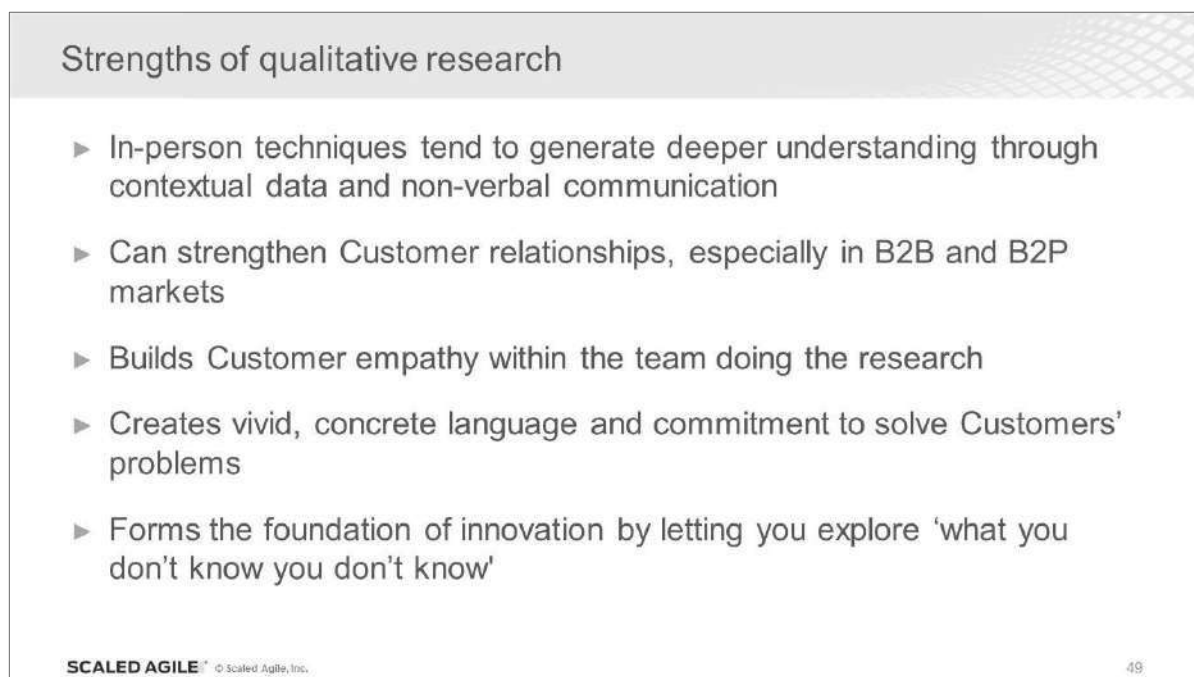 Strengths of qualitative research
► In-person techniques tend to generate deeper understanding through
contextual data and non-verbal communication
► Can strengthen Customer relationships, especially in B2B and B2P
markets
► Builds Customer empathy within the team doing the research
► Creates vivid, concrete language and commitment to solve Customers’
problems
► Forms the foundation of innovation by letting you explore ‘what you
don’t know you don’t know'
SCALED AGILE® © Scaled Agile, Inc.
49